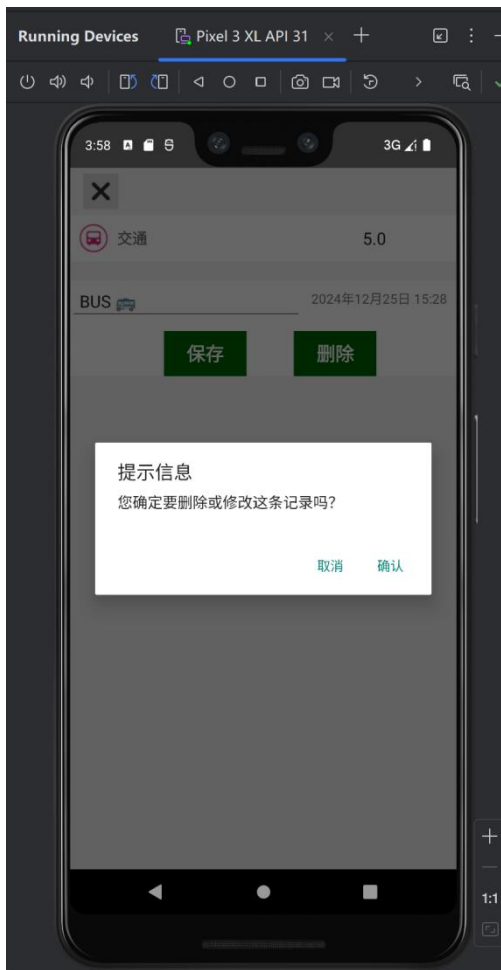 Running Devices
Pixel 3 XL API 31
3:58
3G
交通
5.0
BUS
2024年12月25日 15:28
保存
删除
提示信息
您确定要删除或修改这条记录吗?
取消
确认
1:1